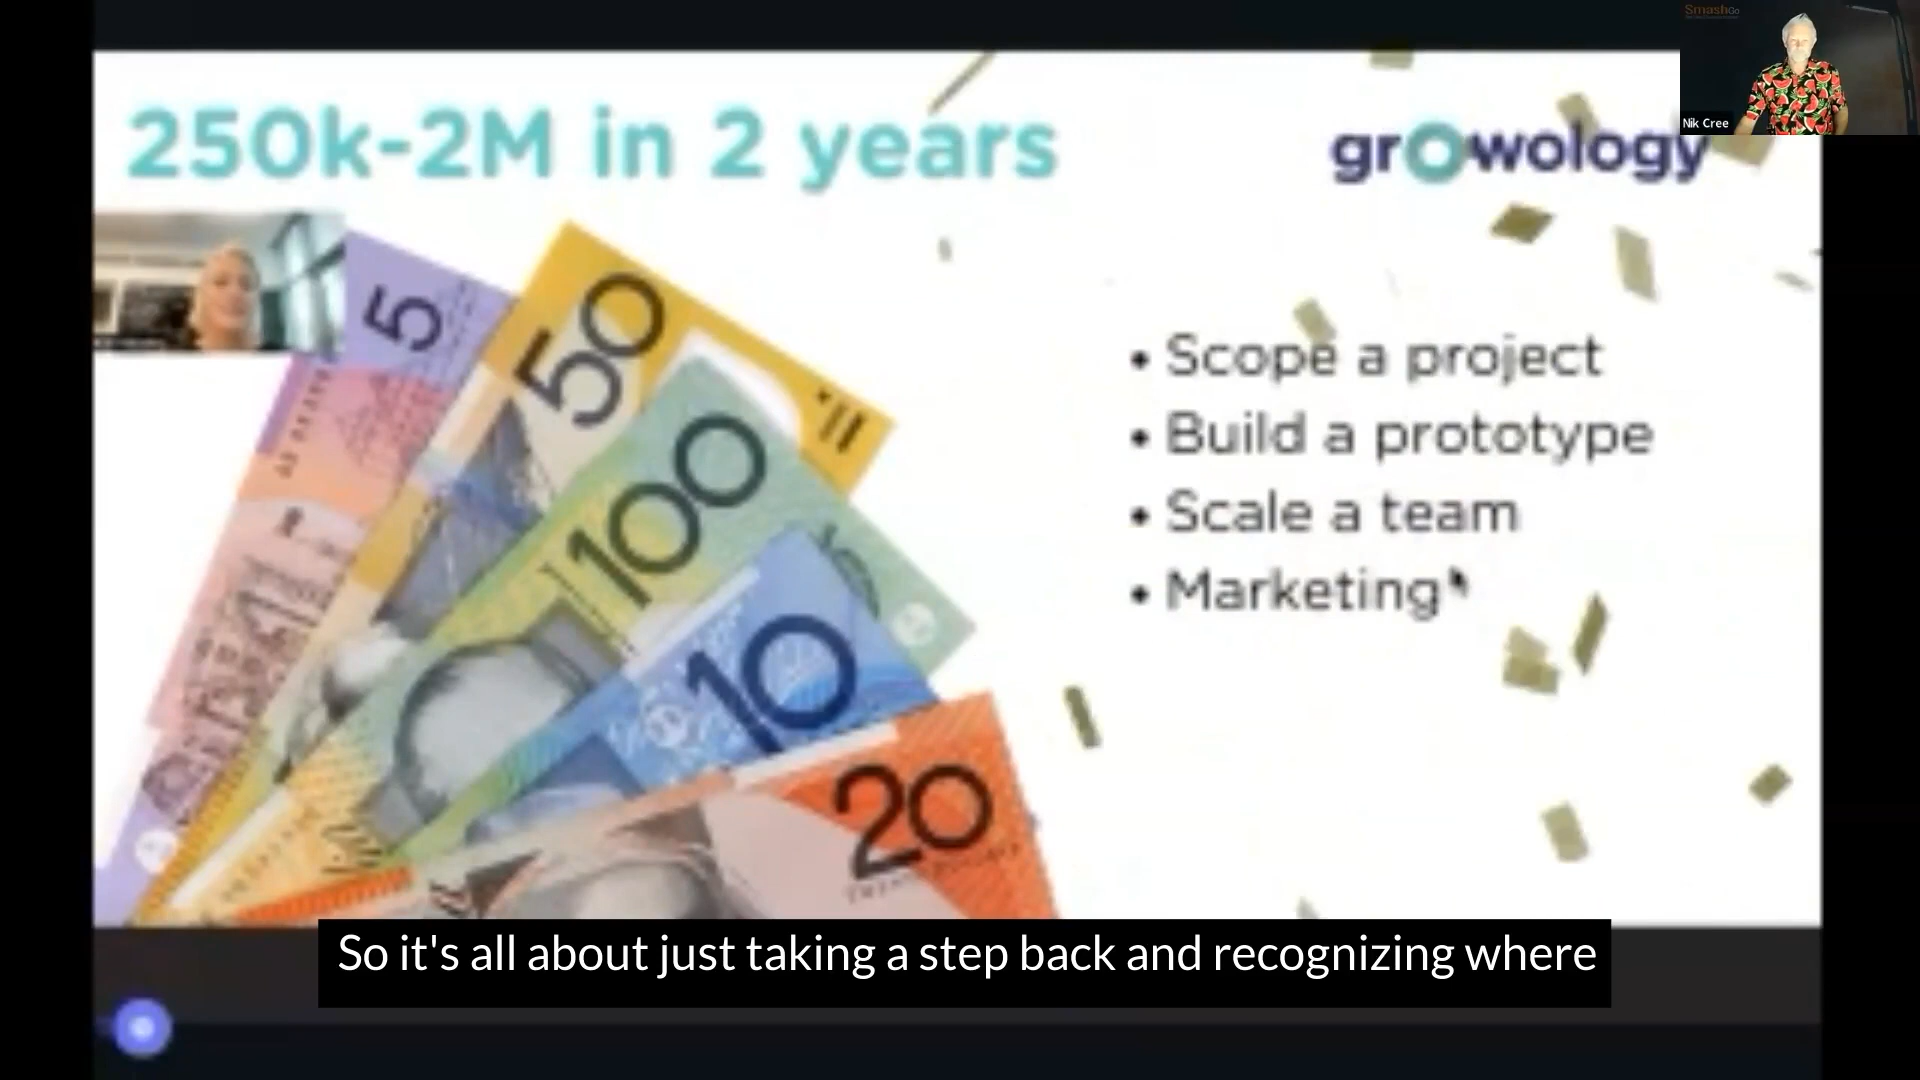 SmashGo
Nik Cree
250k-2M in 2 years
growology
5
50
100
10
20
• Scope a project
• Build a prototype
• Scale a team
• Marketing
So it's all about just taking a step back and recognizing where